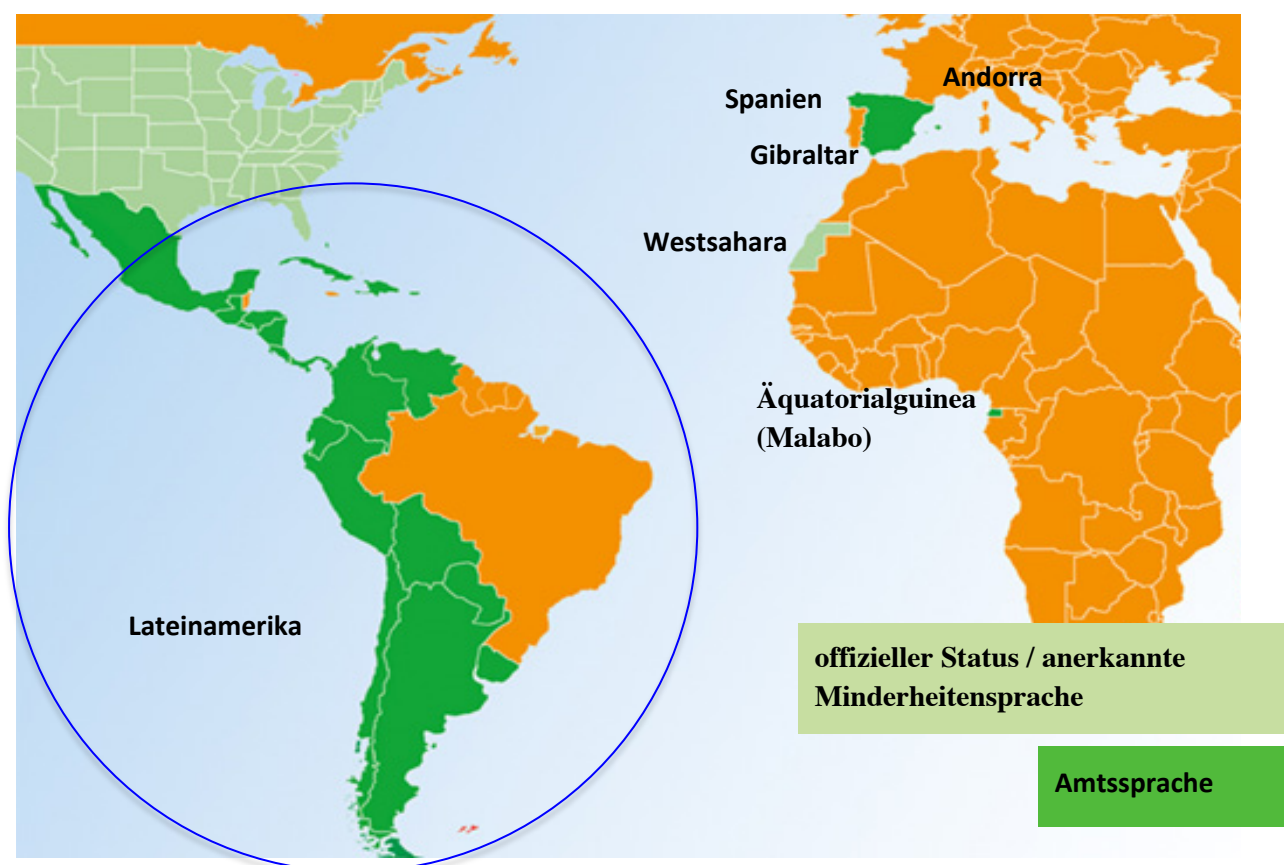 Andorra
Spanien
Gibraltar
Westsahara
Äquatorialguinea
(Malabo)
Lateinamerika
offizieller Status / anerkannte
Minderheitensprache
Amtssprache